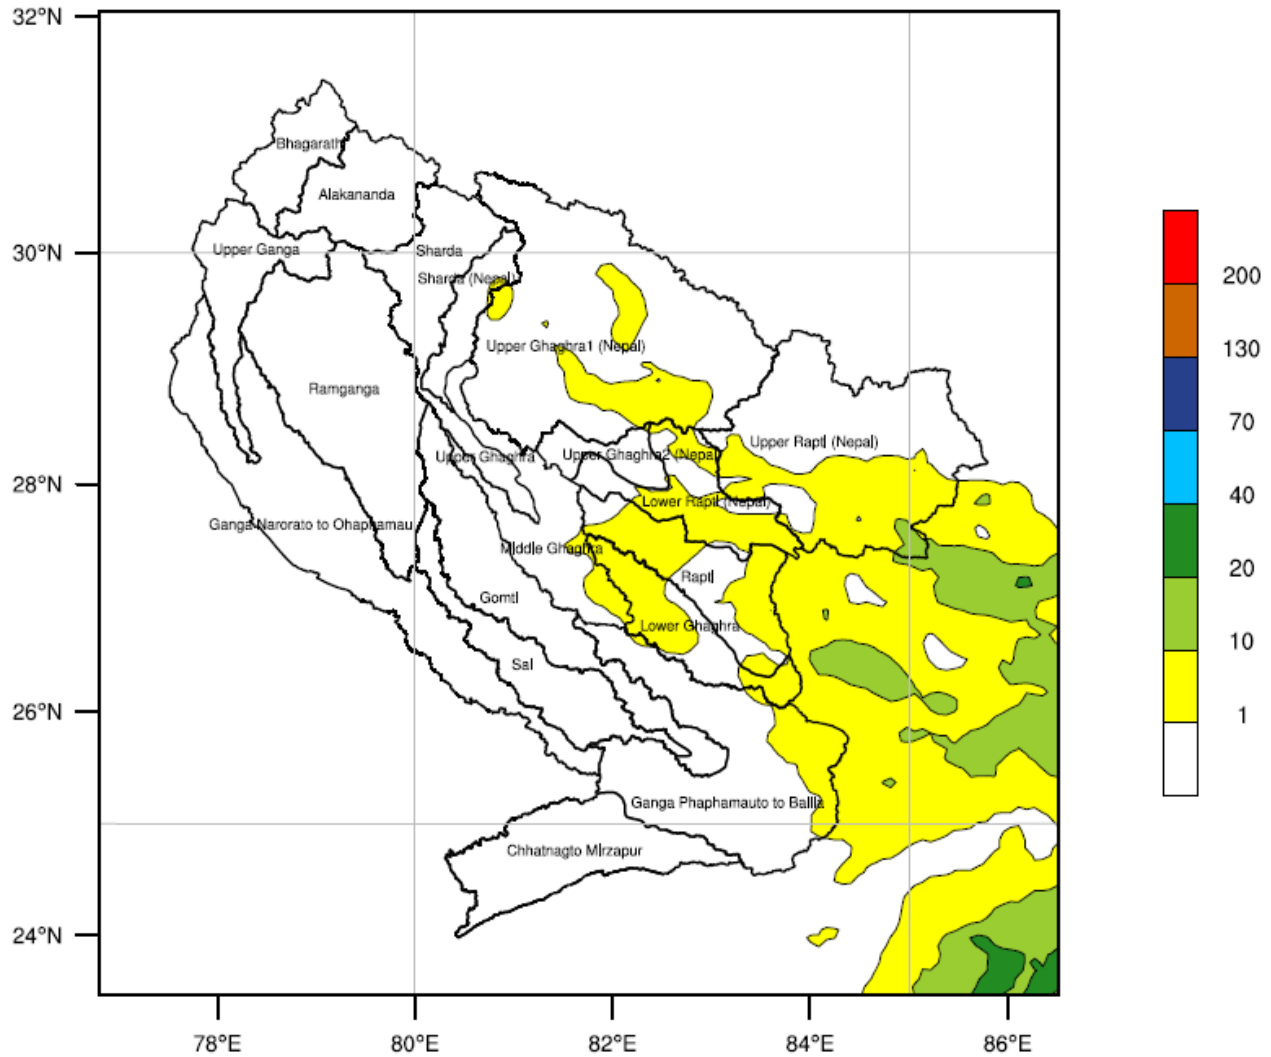 32°N
Bhagarath
Alakananda
Upper Ganga
Sharda
30°N
Sharda (Nepal)
200
Upper Ghaghra1 (Nepal)
130
Ramganga
70
Upper Rapti (Nepal)
Upper Ghaghra
Upper Ghaghra2 (Nepal
28°N
40
Lower Rapti (Nepal)
Ganga Narorato to Ohaphamau
Middle Ghaghra
20
Rapti
Gomti
Lower Ghaghra
10
Sai
26°N
1
Ganga Phaphamauto to Ballia
Chhatnagto Mirzapur
24°N
78°E
80°E
82°E
84°E
86°E